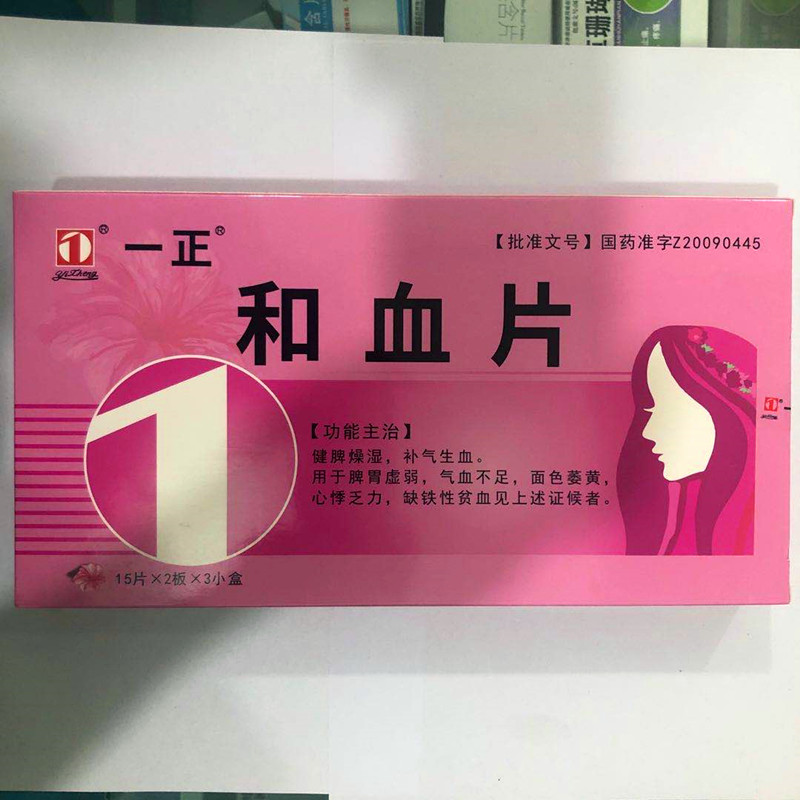 一正®
【批准文号】国药准字Z20090445
YiZheng
和血片
【功能主治】
健脾燥湿，补气生血。
用于脾胃虚弱，气血不足，面色萎黄，
心悸乏力，缺铁性贫血见上述证候者。
15片×2板×3小盒
含片